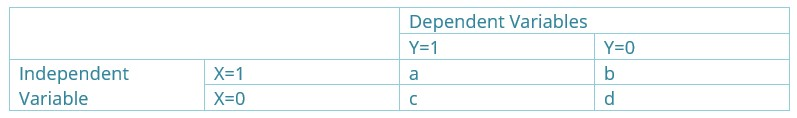 Dependent Variables
Y=1 Y=0
Independent X=1 a b
Variable X=0 c d